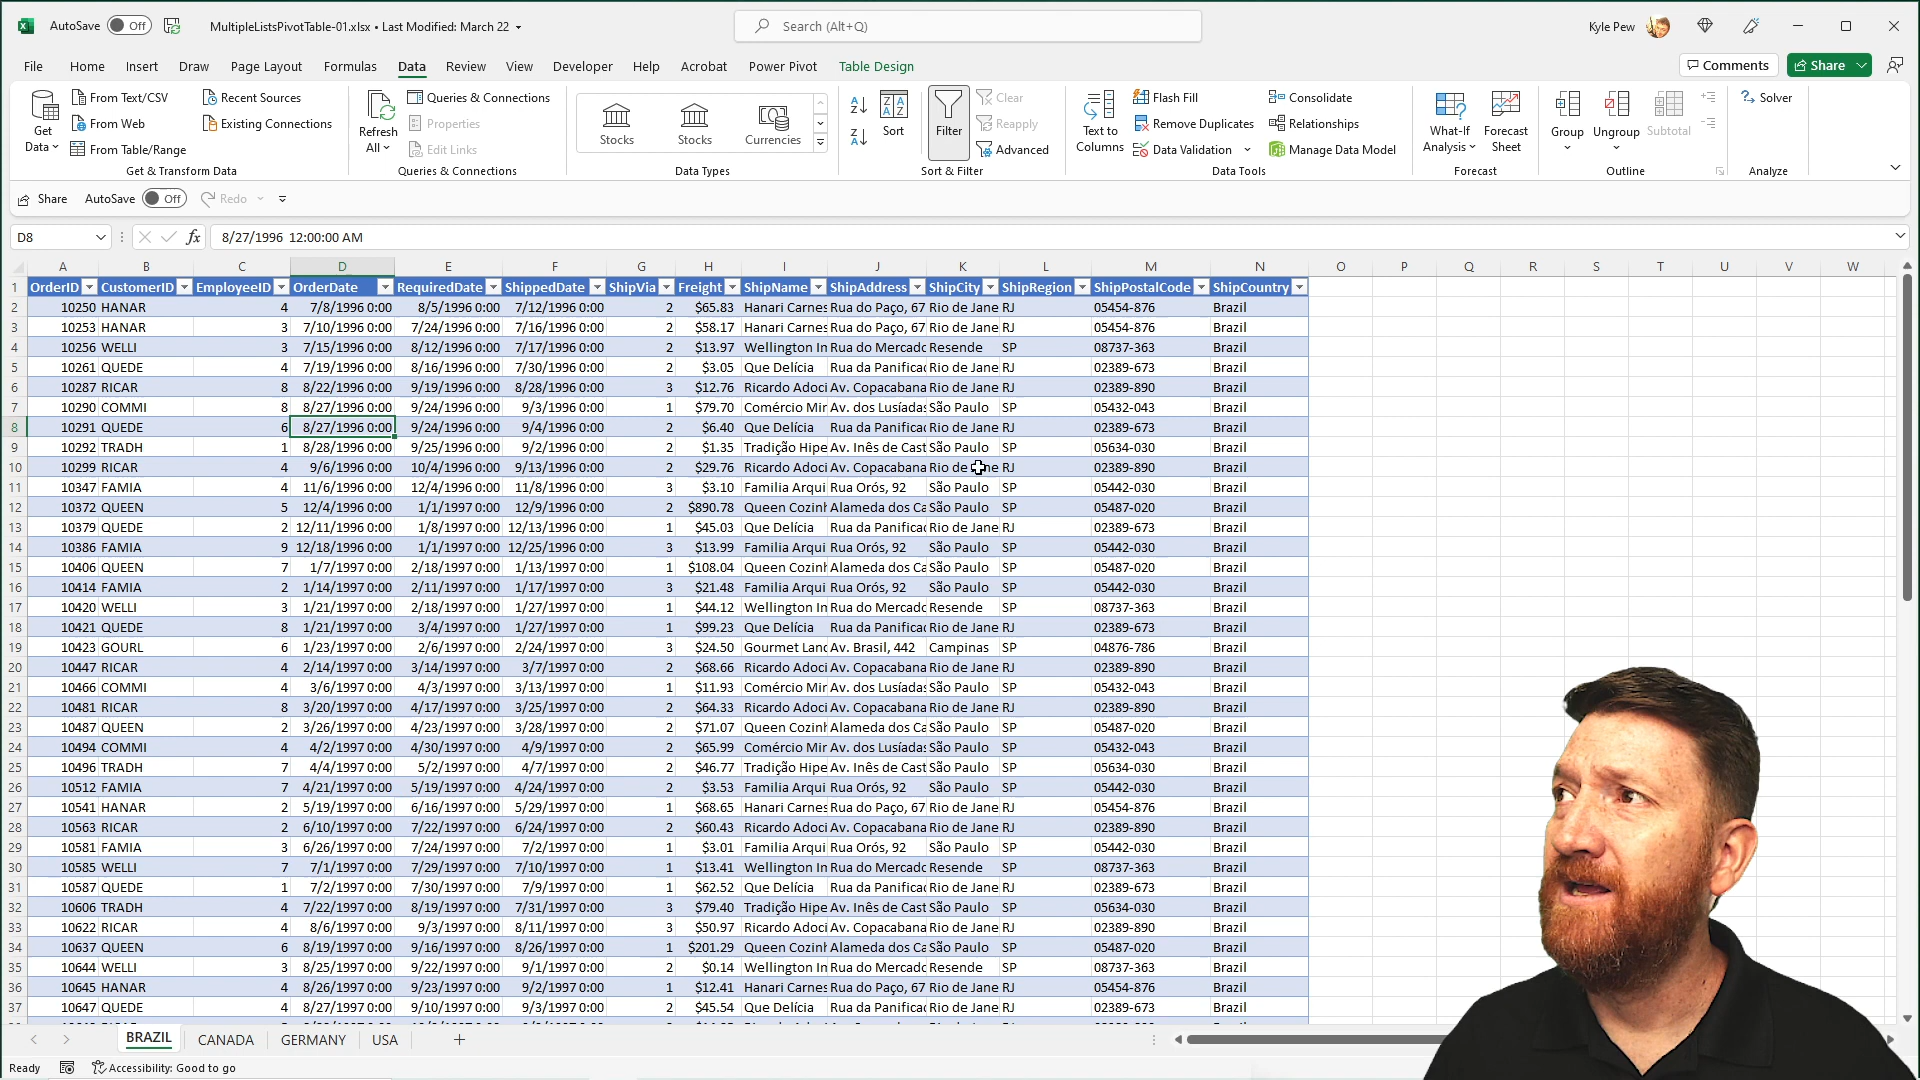 AutoSave Off MultipleListsPivotTable-01.xlsx • Last Modified: March 22 Search (Alt+Q) Kyle Pew
File Home Insert Draw Page Layout Formulas Data Review View Developer Help Acrobat Power Pivot Table Design Comments Share
Get Data From Text/CSV From Web From Table/Range Recent Sources Existing Connections
Get & Transform Data
Refresh All Queries & Connections Properties Edit Links
Queries & Connections
Stocks Stocks Currencies
Data Types
Sort Filter Clear Reapply Advanced
Sort & Filter
Text to Columns Flash Fill Remove Duplicates Data Validation Consolidate Relationships Manage Data Model
Data Tools
What-If Analysis Forecast Sheet
Forecast
Group Ungroup Subtotal
Outline
Solver
Analyze
Share AutoSave Off Redo
D8 fx 8/27/1996 12:00:00 AM
A B C D E F G H I J K L M N O P Q R S T U V W
1 OrderID CustomerID EmployeeID OrderDate RequiredDate ShippedDate ShipVia Freight ShipName ShipAddress ShipCity ShipRegion ShipPostalCode ShipCountry
2 10250 HANAR 4 7/8/1996 0:00 8/5/1996 0:00 7/12/1996 0:00 2 $65.83 Hanari Carnes Rua do Paço, 67 Rio de Jane RJ 05454-876 Brazil
3 10253 HANAR 3 7/10/1996 0:00 7/24/1996 0:00 7/16/1996 0:00 2 $58.17 Hanari Carnes Rua do Paço, 67 Rio de Jane RJ 05454-876 Brazil
4 10256 WELLI 3 7/15/1996 0:00 8/12/1996 0:00 7/17/1996 0:00 2 $13.97 Wellington In Rua do Mercado Resende SP 08737-363 Brazil
5 10261 QUEDE 4 7/19/1996 0:00 8/16/1996 0:00 7/30/1996 0:00 2 $3.05 Que Delícia Rua da Panificad Rio de Jane RJ 02389-673 Brazil
6 10287 RICAR 8 8/22/1996 0:00 9/19/1996 0:00 8/28/1996 0:00 3 $12.76 Ricardo Adoci Av. Copacabana Rio de Jane RJ 02389-890 Brazil
7 10290 COMMI 8 8/27/1996 0:00 9/24/1996 0:00 9/3/1996 0:00 1 $79.70 Comércio Min Av. dos Lusíadas São Paulo SP 05432-043 Brazil
8 10291 QUEDE 6 8/27/1996 0:00 9/24/1996 0:00 9/4/1996 0:00 2 $6.40 Que Delícia Rua da Panificad Rio de Jane RJ 02389-673 Brazil
9 10292 TRADH 1 8/28/1996 0:00 9/25/1996 0:00 9/2/1996 0:00 2 $1.35 Tradição Hipe Av. Inês de Cast São Paulo SP 05634-030 Brazil
10 10299 RICAR 4 9/6/1996 0:00 10/4/1996 0:00 9/13/1996 0:00 2 $29.76 Ricardo Adoci Av. Copacabana Rio de RJ 02389-890 Brazil
11 10347 FAMIA 4 11/6/1996 0:00 12/4/1996 0:00 11/8/1996 0:00 3 $3.10 Familia Arqui Rua Orós, 92 São Paulo SP 05442-030 Brazil
12 10372 QUEEN 5 12/4/1996 0:00 1/1/1997 0:00 12/9/1996 0:00 2 $890.78 Queen Cozinh Alameda dos Ca São Paulo SP 05487-020 Brazil
13 10379 QUEDE 2 12/11/1996 0:00 1/8/1997 0:00 12/13/1996 0:00 1 $45.03 Que Delícia Rua da Panificad Rio de Jane RJ 02389-673 Brazil
14 10386 FAMIA 9 12/18/1996 0:00 1/1/1997 0:00 12/25/1996 0:00 3 $13.99 Familia Arqui Rua Orós, 92 São Paulo SP 05442-030 Brazil
15 10406 QUEEN 7 1/7/1997 0:00 2/18/1997 0:00 1/13/1997 0:00 1 $108.04 Queen Cozinh Alameda dos Ca São Paulo SP 05487-020 Brazil
16 10414 FAMIA 2 1/14/1997 0:00 2/11/1997 0:00 1/17/1997 0:00 3 $21.48 Familia Arqui Rua Orós, 92 São Paulo SP 05442-030 Brazil
17 10420 WELLI 3 1/21/1997 0:00 2/18/1997 0:00 1/27/1997 0:00 1 $44.12 Wellington In Rua do Mercado Resende SP 08737-363 Brazil
18 10421 QUEDE 8 1/21/1997 0:00 3/4/1997 0:00 1/27/1997 0:00 1 $99.23 Que Delícia Rua da Panificad Rio de Jane RJ 02389-673 Brazil
19 10423 GOURL 6 1/23/1997 0:00 2/6/1997 0:00 2/24/1997 0:00 3 $24.50 Gourmet Lanc Av. Brasil, 442 Campinas SP 04876-786 Brazil
20 10447 RICAR 4 2/14/1997 0:00 3/14/1997 0:00 3/7/1997 0:00 2 $68.66 Ricardo Adoci Av. Copacabana Rio de Jane RJ 02389-890 Brazil
21 10466 COMMI 4 3/6/1997 0:00 4/3/1997 0:00 3/13/1997 0:00 1 $11.93 Comércio Min Av. dos Lusíadas São Paulo SP 05432-043 Brazil
22 10481 RICAR 8 3/20/1997 0:00 4/17/1997 0:00 3/25/1997 0:00 2 $64.33 Ricardo Adoci Av. Copacabana Rio de Jane RJ 02389-890 Brazil
23 10487 QUEEN 2 3/26/1997 0:00 4/23/1997 0:00 3/28/1997 0:00 2 $71.07 Queen Cozinh Alameda dos Ca São Paulo SP 05487-020 Brazil
24 10494 COMMI 4 4/2/1997 0:00 4/30/1997 0:00 4/9/1997 0:00 2 $65.99 Comércio Min Av. dos Lusíadas São Paulo SP 05432-043 Brazil
25 10496 TRADH 7 4/4/1997 0:00 5/2/1997 0:00 4/7/1997 0:00 2 $46.77 Tradição Hipe Av. Inês de Cast São Paulo SP 05634-030 Brazil
26 10512 FAMIA 7 4/21/1997 0:00 5/19/1997 0:00 4/24/1997 0:00 2 $3.53 Familia Arqui Rua Orós, 92 São Paulo SP 05442-030 Brazil
27 10541 HANAR 2 5/19/1997 0:00 6/16/1997 0:00 5/29/1997 0:00 1 $68.65 Hanari Carnes Rua do Paço, 67 Rio de Jane RJ 05454-876 Brazil
28 10563 RICAR 2 6/10/1997 0:00 7/22/1997 0:00 6/24/1997 0:00 2 $60.43 Ricardo Adoci Av. Copacabana Rio de Jane RJ 02389-890 Brazil
29 10581 FAMIA 3 6/26/1997 0:00 7/24/1997 0:00 7/2/1997 0:00 1 $3.01 Familia Arqui Rua Orós, 92 São Paulo SP 05442-030 Brazil
30 10585 WELLI 7 7/1/1997 0:00 7/29/1997 0:00 7/10/1997 0:00 1 $13.41 Wellington In Rua do Mercado Resende SP 08737-363 Brazil
31 10587 QUEDE 1 7/2/1997 0:00 7/30/1997 0:00 7/9/1997 0:00 1 $62.52 Que Delícia Rua da Panificad Rio de Jane RJ 02389-673 Brazil
32 10606 TRADH 4 7/22/1997 0:00 8/19/1997 0:00 7/31/1997 0:00 3 $79.40 Tradição Hipe Av. Inês de Cast São Paulo SP 05634-030 Brazil
33 10622 RICAR 4 8/6/1997 0:00 9/3/1997 0:00 8/11/1997 0:00 3 $50.97 Ricardo Adoci Av. Copacabana Rio de Jane RJ 02389-890 Brazil
34 10637 QUEEN 6 8/19/1997 0:00 9/16/1997 0:00 8/26/1997 0:00 1 $201.29 Queen Cozinh Alameda dos Ca São Paulo SP 05487-020 Brazil
35 10644 WELLI 3 8/25/1997 0:00 9/22/1997 0:00 9/1/1997 0:00 2 $0.14 Wellington In Rua do Mercado Resende SP 08737-363 Brazil
36 10645 HANAR 4 8/26/1997 0:00 9/23/1997 0:00 9/2/1997 0:00 1 $12.41 Hanari Carnes Rua do Paço, 67 Rio de Jane RJ 05454-876 Brazil
37 10647 QUEDE 4 8/27/1997 0:00 9/10/1997 0:00 9/3/1997 0:00 2 $45.54 Que Delícia Rua da Panificad Rio de Jane RJ 02389-673 Brazil
BRAZIL CANADA GERMANY USA
Ready Accessibility: Good to go